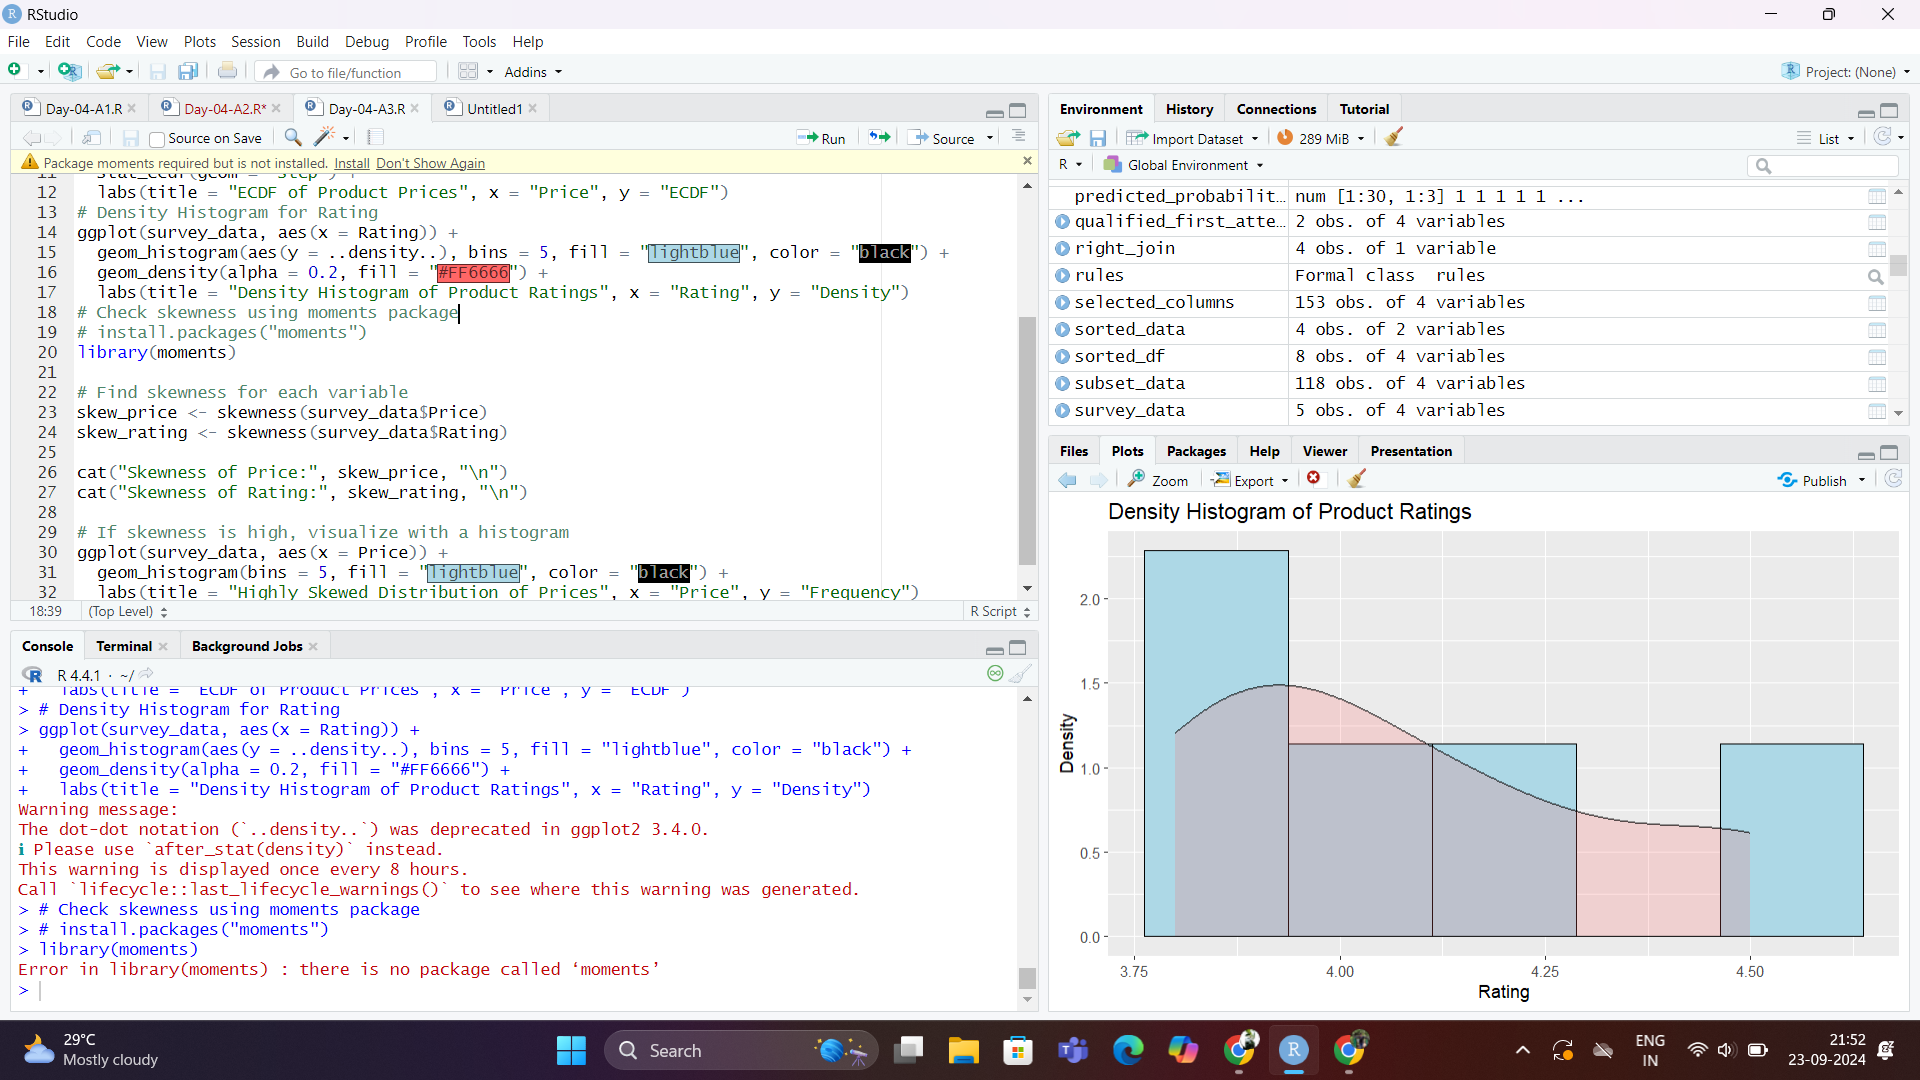 RStudio
File Edit Code View Plots Session Build Debug Profile Tools Help
Go to file/function Addins Project: (None)
Day-04-A1.R Day-04-A2.R* Day-04-A3.R Untitled1
Source on Save Run Source
Package moments required but is not installed. Install Don't Show Again
11 stat_ecdf(geom = "step") +
12 labs(title = "ECDF of Product Prices", x = "Price", y = "ECDF")
13 # Density Histogram for Rating
14 ggplot(survey_data, aes(x = Rating)) +
15 geom_histogram(aes(y = ..density..), bins = 5, fill = "lightblue", color = "black") +
16 geom_density(alpha = 0.2, fill = "#FF6666") +
17 labs(title = "Density Histogram of Product Ratings", x = "Rating", y = "Density")
18 # Check skewness using moments package
19 # install.packages("moments")
20 library(moments)
21
22 # Find skewness for each variable
23 skew_price <- skewness(survey_data$Price)
24 skew_rating <- skewness(survey_data$Rating)
25
26 cat("Skewness of Price:", skew_price, "\n")
27 cat("Skewness of Rating:", skew_rating, "\n")
28
29 # If skewness is high, visualize with a histogram
30 ggplot(survey_data, aes(x = Price)) +
31 geom_histogram(bins = 5, fill = "lightblue", color = "black") +
32 labs(title = "Highly Skewed Distribution of Prices", x = "Price", y = "Frequency")
18:39 (Top Level) R Script
Console Terminal Background Jobs
R 4.4.1 · ~/
+ labs(title = "ECDF of Product Prices", x = "Price", y = "ECDF")
> # Density Histogram for Rating
> ggplot(survey_data, aes(x = Rating)) +
+ geom_histogram(aes(y = ..density..), bins = 5, fill = "lightblue", color = "black") +
+ geom_density(alpha = 0.2, fill = "#FF6666") +
+ labs(title = "Density Histogram of Product Ratings", x = "Rating", y = "Density")
Warning message:
The dot-dot notation (`..density..`) was deprecated in ggplot2 3.4.0.
ℹ Please use `after_stat(density)` instead.
This warning is displayed once every 8 hours.
Call `lifecycle::last_lifecycle_warnings()` to see where this warning was generated.
> # Check skewness using moments package
> # install.packages("moments")
> library(moments)
Error in library(moments) : there is no package called ‘moments’
>
Environment History Connections Tutorial
Import Dataset 289 MiB List
R Global Environment
predicted_probabilit… num [1:30, 1:3] 1 1 1 1 1 ...
qualified_first_atte… 2 obs. of 4 variables
right_join 4 obs. of 1 variable
rules Formal class rules
selected_columns 153 obs. of 4 variables
sorted_data 4 obs. of 2 variables
sorted_df 8 obs. of 4 variables
subset_data 118 obs. of 4 variables
survey_data 5 obs. of 4 variables
Files Plots Packages Help Viewer Presentation
Zoom Export Publish
Density Histogram of Product Ratings
Density
2.0
1.5
1.0
0.5
0.0
3.75 4.00 4.25 4.50
Rating
29°C
Mostly cloudy
Search
ENG
IN
21:52
23-09-2024